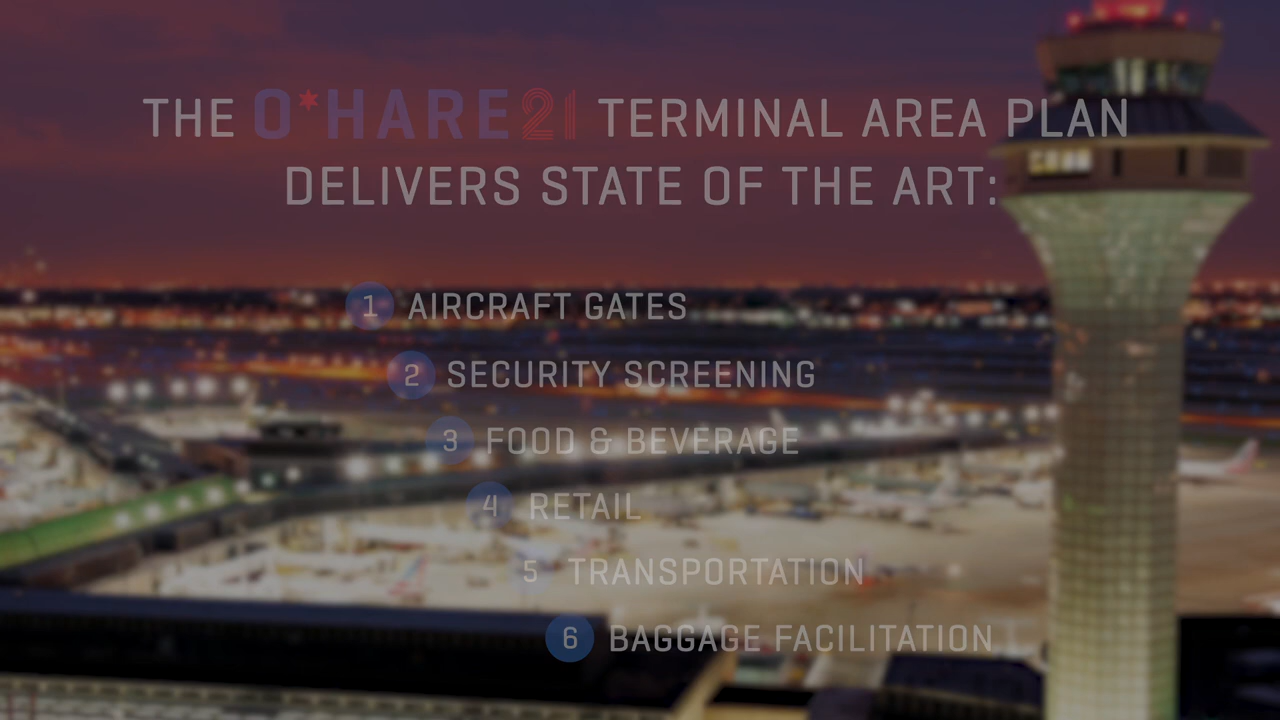 THE O*HARE21 TERMINAL AREA PLAN
DELIVERS STATE OF THE ART:
1 AIRCRAFT GATES
2 SECURITY SCREENING
3 FOOD & BEVERAGE
4 RETAIL
5 TRANSPORTATION
6 BAGGAGE FACILITATION